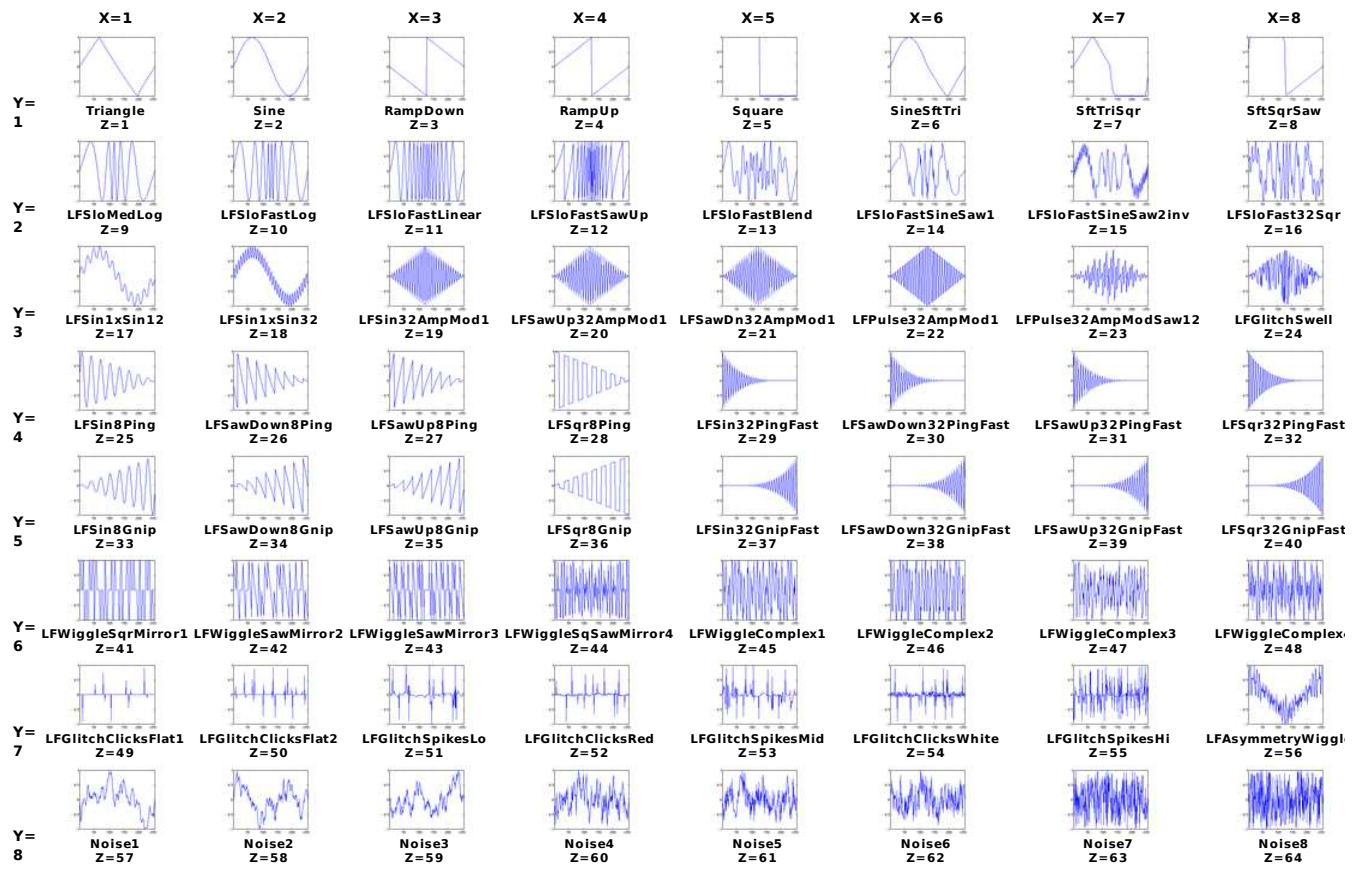 X=1 X=2 X=3 X=4 X=5 X=6 X=7 X=8
Y=
1
Triangle Sine RampDown RampUp Square SineSftTri SftTriSqr SftSqrSaw
Z=1 Z=2 Z=3 Z=4 Z=5 Z=6 Z=7 Z=8
Y=
2
LFSloMedLog LFSloFastLog LFSloFastLinear LFSloFastSawUp LFSloFastBlend LFSloFastSineSaw1 LFSloFastSineSaw2inv LFSloFast32Sqr
Z=9 Z=10 Z=11 Z=12 Z=13 Z=14 Z=15 Z=16
Y=
3
LFSin1xSin12 LFSin1xSin32 LFSin32AmpMod1 LFSawUp32AmpMod1 LFSawDn32AmpMod1 LFPulse32AmpMod1 LFPulse32AmpModSaw12 LFGlitchSwell
Z=17 Z=18 Z=19 Z=20 Z=21 Z=22 Z=23 Z=24
Y=
4
LFSin8Ping LFSawDown8Ping LFSawUp8Ping LFSqr8Ping LFSin32PingFast LFSawDown32PingFast LFSawUp32PingFast LFSqr32PingFast
Z=25 Z=26 Z=27 Z=28 Z=29 Z=30 Z=31 Z=32
Y=
5
LFSin8Gnip LFSawDown8Gnip LFSawUp8Gnip LFSqr8Gnip LFSin32GnipFast LFSawDown32GnipFast LFSawUp32GnipFast LFSqr32GnipFast
Z=33 Z=34 Z=35 Z=36 Z=37 Z=38 Z=39 Z=40
Y=
6
LFWiggleSqrMirror1 LFWiggleSawMirror2 LFWiggleSawMirror3 LFWiggleSqSawMirror4 LFWiggleComplex1 LFWiggleComplex2 LFWiggleComplex3 LFWiggleComplex4
Z=41 Z=42 Z=43 Z=44 Z=45 Z=46 Z=47 Z=48
Y=
7
LFGlitchClicksFlat1 LFGlitchClicksFlat2 LFGlitchSpikesLo LFGlitchClicksRed LFGlitchSpikesMid LFGlitchClicksWhite LFGlitchSpikesHi LFAsymmetryWiggle
Z=49 Z=50 Z=51 Z=52 Z=53 Z=54 Z=55 Z=56
Y=
8
Noise1 Noise2 Noise3 Noise4 Noise5 Noise6 Noise7 Noise8
Z=57 Z=58 Z=59 Z=60 Z=61 Z=62 Z=63 Z=64